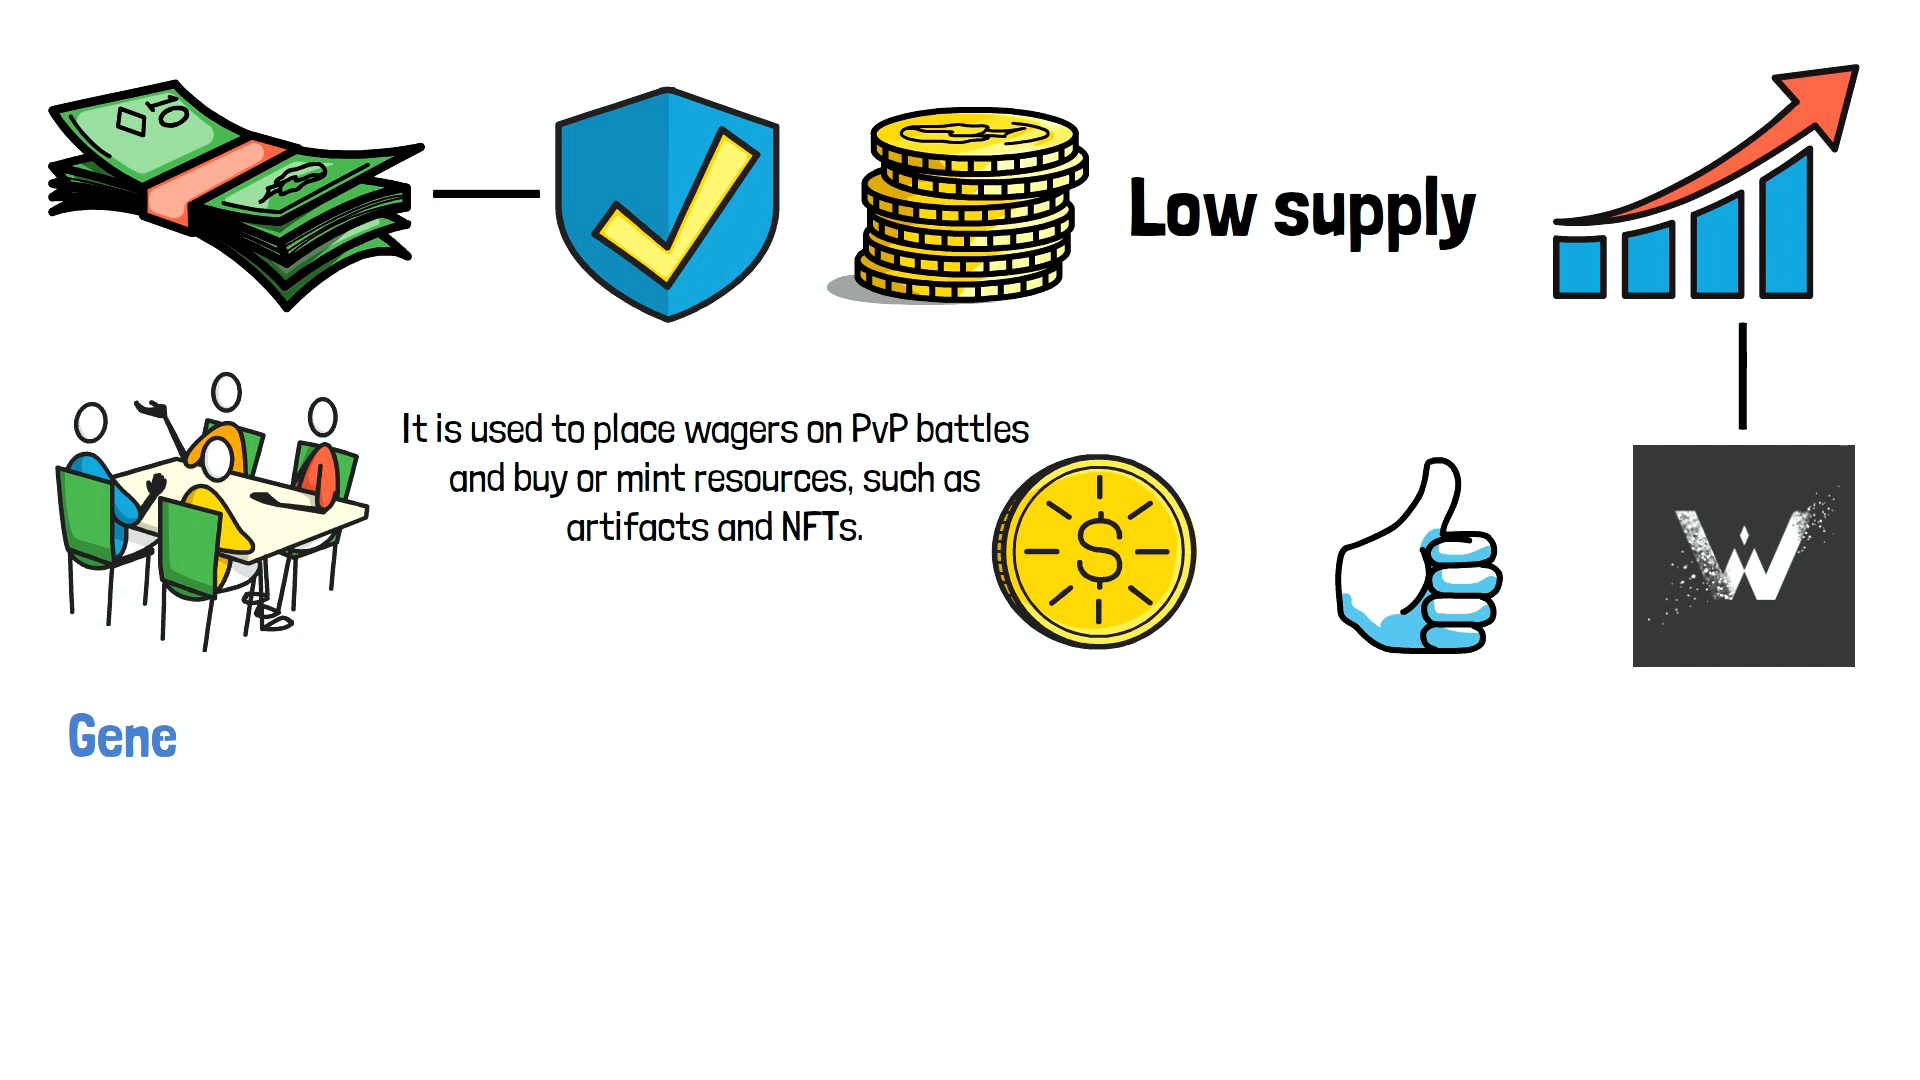 Low supply
It is used to place wagers on PvP battles
and buy or mint resources, such as
artifacts and NFTs.
Gene